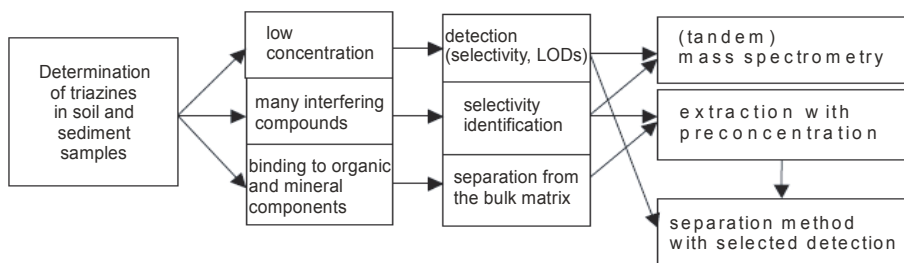 Determination
of triazines
in soil and
sediment
samples
low
concentration
many interfering
compounds
binding to organic
and mineral
components
detection
(selectivity, LODs)
selectivity
identification
separation from
the bulk matrix
(tandem)
mass spectrometry
extraction with
preconcentration
separation method
with selected detection